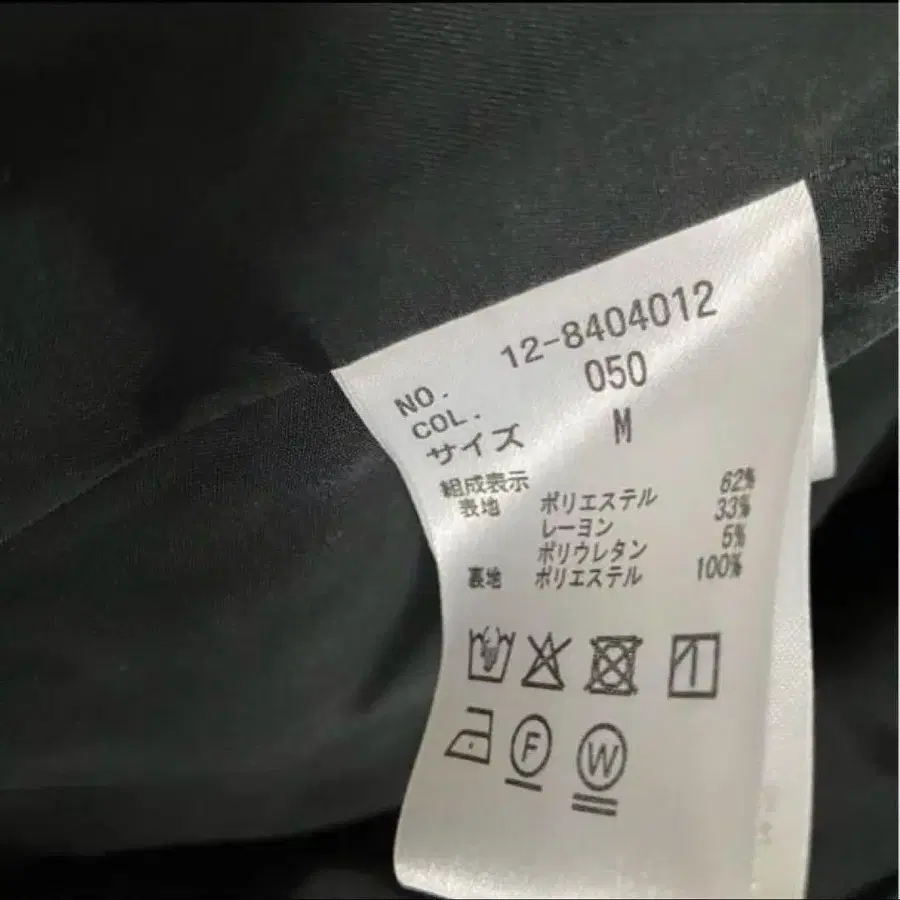 NO. 12-8404012
COL. 050
サイズ M
組成表示
表地 ポリエステル 62%
レーヨン 33%
ポリウレタン 5%
裏地 ポリエステル 100%
F W